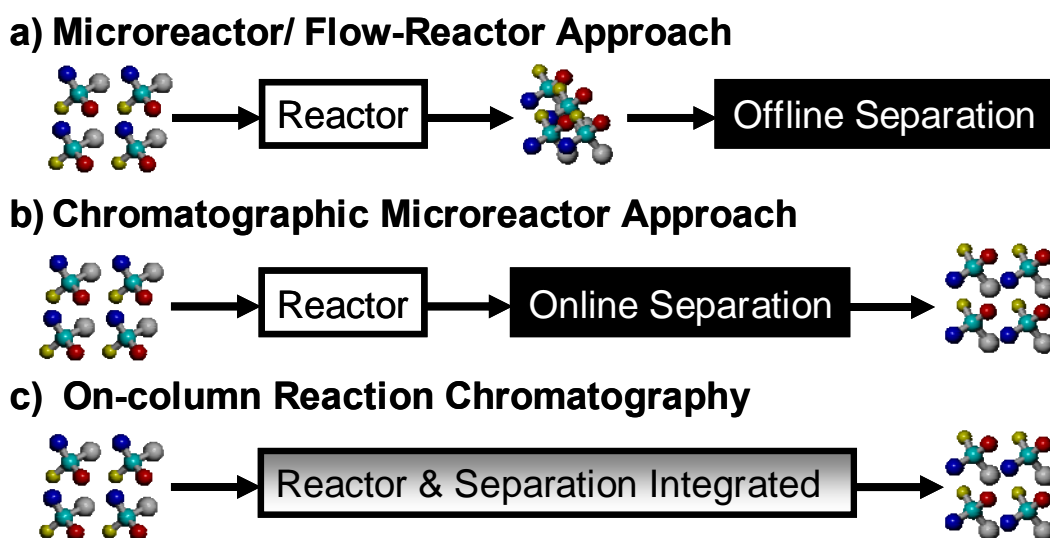 a) Microreactor/ Flow-Reactor Approach
Reactor
Offline Separation
b) Chromatographic Microreactor Approach
Reactor
Online Separation
c) On-column Reaction Chromatography
Reactor & Separation Integrated